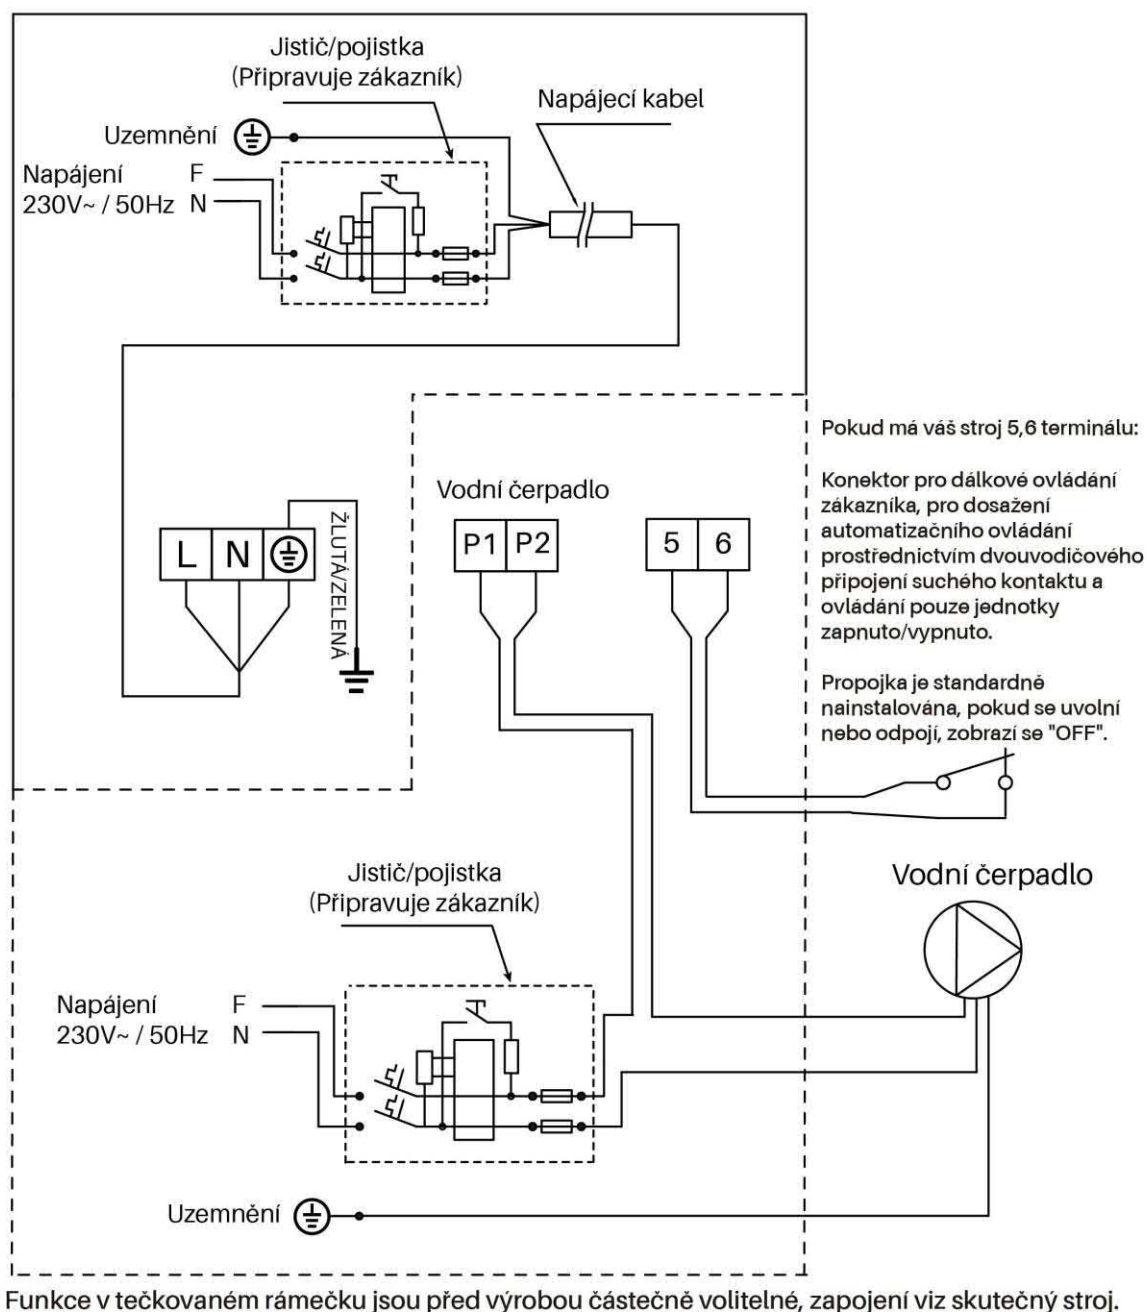 Jistič/pojistka
(Připravuje zákazník)
Napájecí kabel
Uzemnění
Napájení F
230V~ / 50Hz N
Pokud má váš stroj 5,6 terminálu:
Konektor pro dálkové ovládání
zákazníka, pro dosažení
automatizačního ovládání
prostřednictvím dvouvodičového
připojení suchého kontaktu a
ovládání pouze jednotky
zapnuto/vypnuto.
Propojka je standardně
nainstalována, pokud se uvolní
nebo odpojí, zobrazí se "OFF".
Vodní čerpadlo
L N
ŽLUTÁ/ZELENÁ
P1 P2
5 6
Vodní čerpadlo
Jistič/pojistka
(Připravuje zákazník)
Napájení F
230V~ / 50Hz N
Uzemnění
Funkce v tečkovaném rámečku jsou před výrobou částečně volitelné, zapojení viz skutečný stroj.